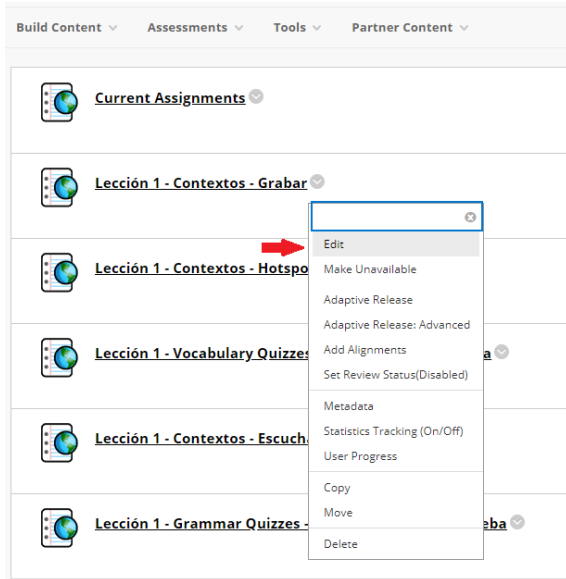 Build Content Assessments Tools Partner Content
Current Assignments
Lección 1 - Contextos - Grabar
Edit
Make Unavailable
Adaptive Release
Adaptive Release: Advanced
Add Alignments
Set Review Status(Disabled)
Metadata
Statistics Tracking (On/Off)
User Progress
Copy
Move
Delete
Lección 1 - Contextos - Hotspo
Lección 1 - Vocabulary Quizzes a
Lección 1 - Contextos - Escuch
Lección 1 - Grammar Quizzes - eba